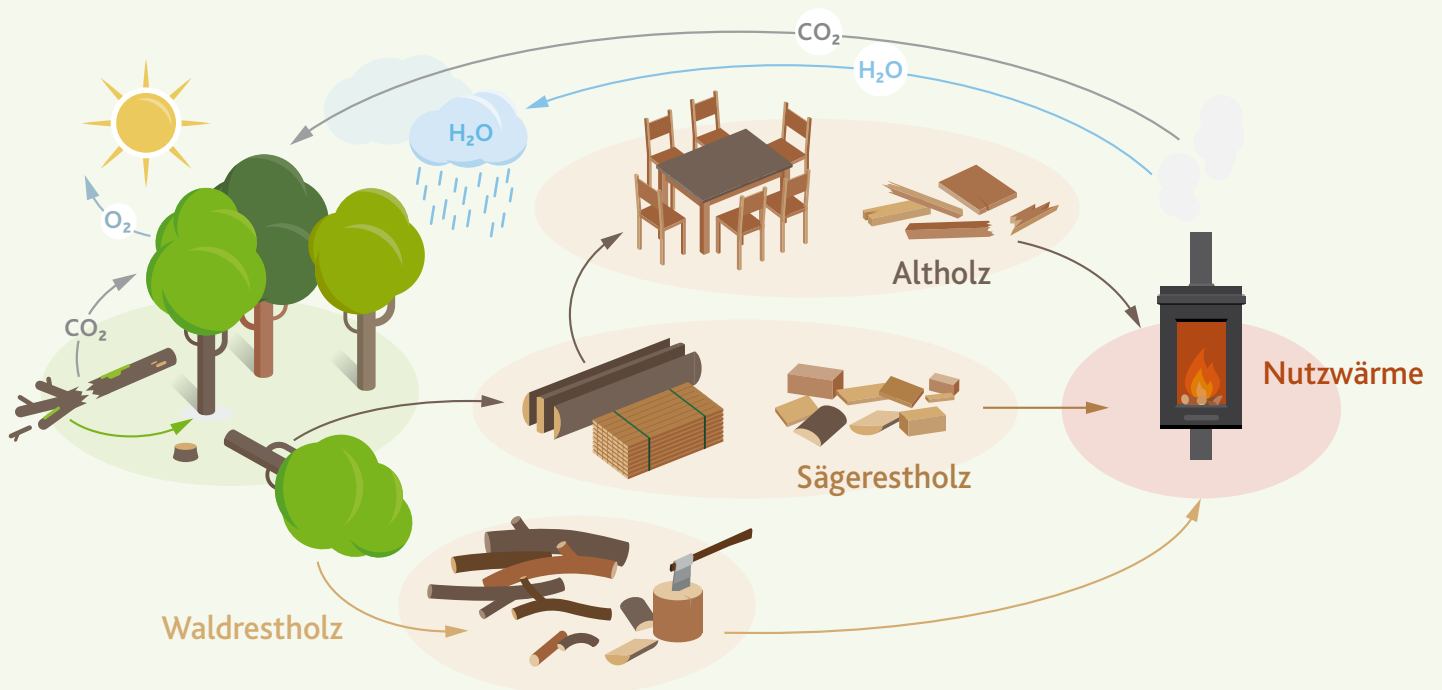 CO₂
H₂O
H₂O
O₂
Altholz
CO₂
Nutzwärme
Sägerestholz
Waldrestholz